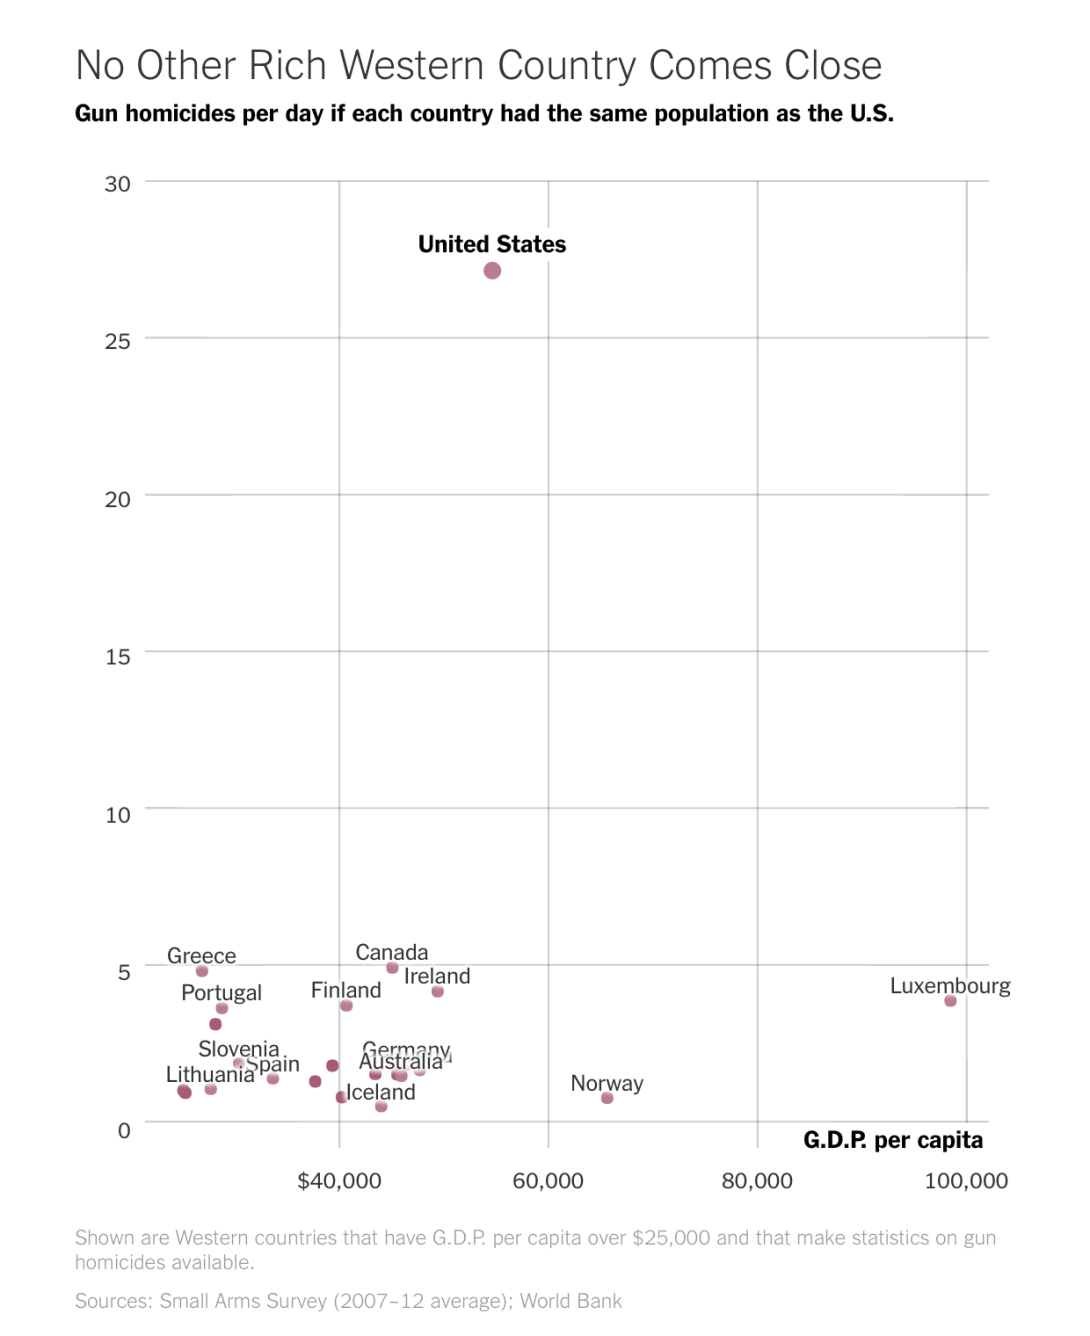 No Other Rich Western Country Comes Close
Gun homicides per day if each country had the same population as the U.S.
30
United States
25
20
15
10
Greece
Canada
5
Ireland
Luxembourg
Portugal
Finland
Slovenia
Germany
Spain
Australia
Lithuania
Norway
Iceland
0
G.D.P. per capita
$40,000
60,000
80,000
100,000
Shown are Western countries that have G.D.P. per capita over $25,000 and that make statistics on gun
homicides available.
Sources: Small Arms Survey (2007–12 average); World Bank